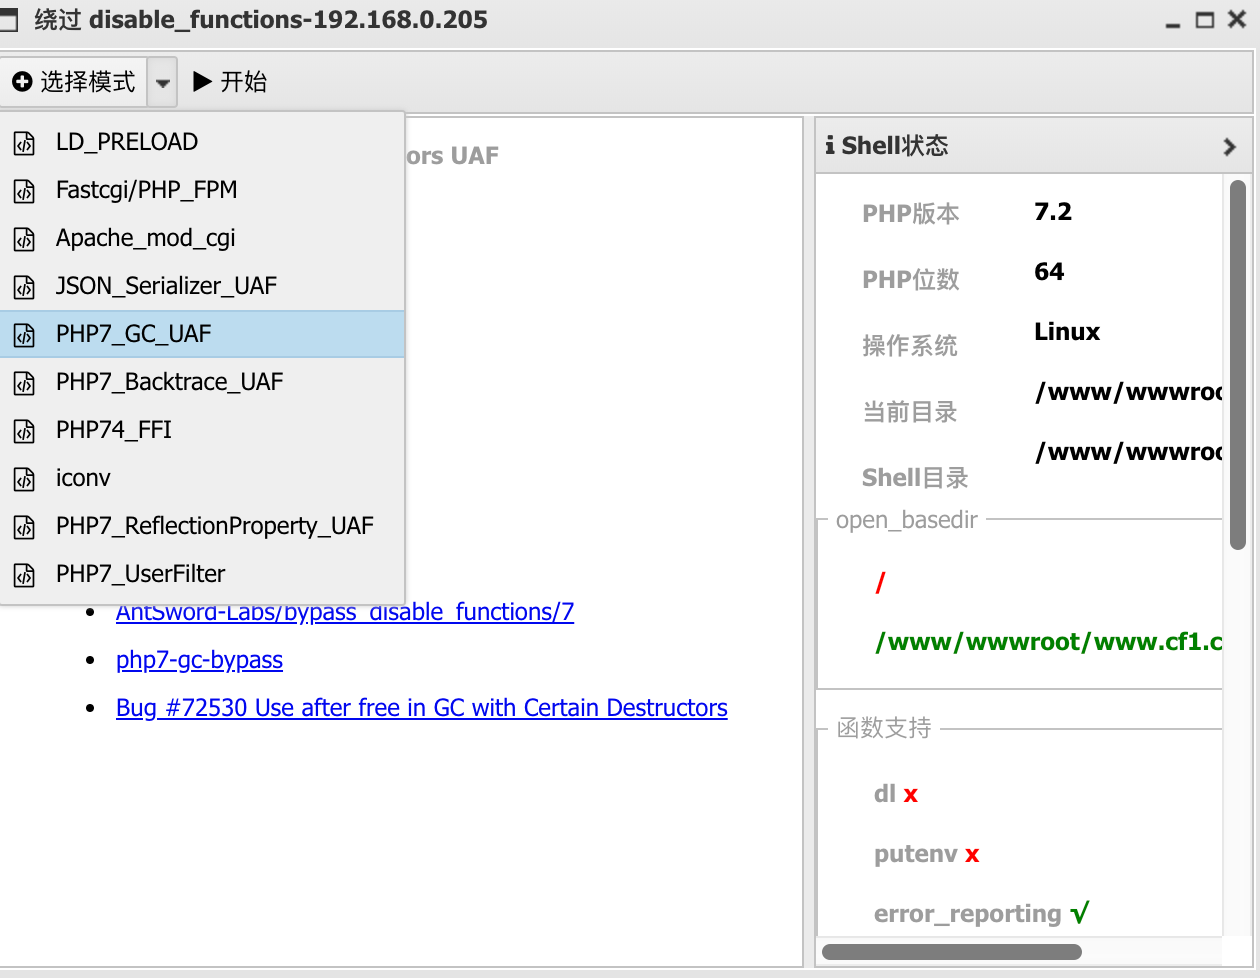 绕过 disable_functions-192.168.0.205
选择模式
开始
LD_PRELOAD
Fastcgi/PHP_FPM
Apache_mod_cgi
JSON_Serializer_UAF
PHP7_GC_UAF
PHP7_Backtrace_UAF
PHP74_FFI
iconv
PHP7_ReflectionProperty_UAF
PHP7_UserFilter
ors UAF
AntSword-Labs/bypass_disable_functions/7
php7-gc-bypass
Bug #72530 Use after free in GC with Certain Destructors
Shell状态
PHP版本 7.2
PHP位数 64
操作系统 Linux
当前目录 /www/wwwroo
Shell目录 /www/wwwroo
open_basedir
/
/www/wwwroot/www.cf1.c
函数支持
dl x
putenv x
error_reporting √